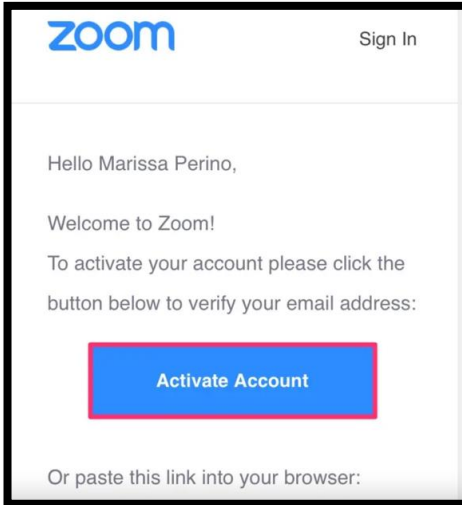 zoom
Sign In
Hello Marissa Perino,
Welcome to Zoom!
To activate your account please click the
button below to verify your email address:
Activate Account
Or paste this link into your browser: